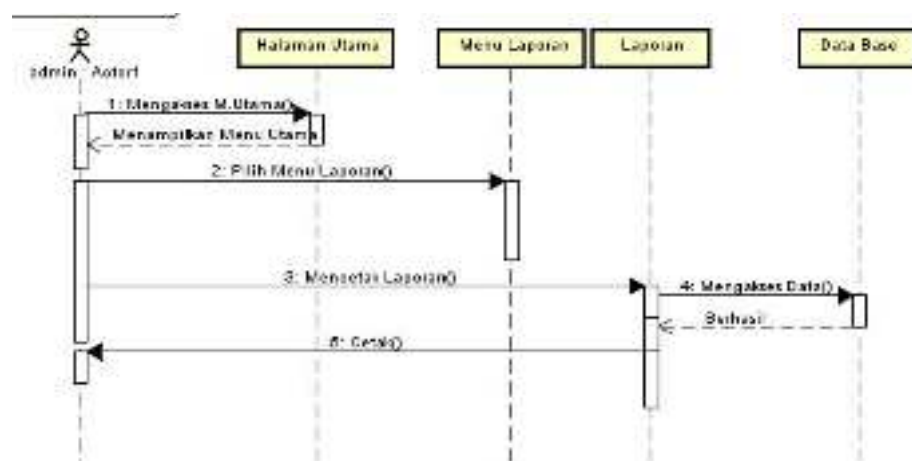 Halaman Utama
Menu Laporan
Laporan
Data Base
admin
1: Mengakses M.Utama()
Menampilkan Menu Utama
2: Pilih Menu Laporan()
3: Mencetak Laporan()
4: Mengakses Data()
Berhasil
5: Cetak()